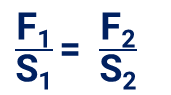 F₁/S₁ = F₂/S₂